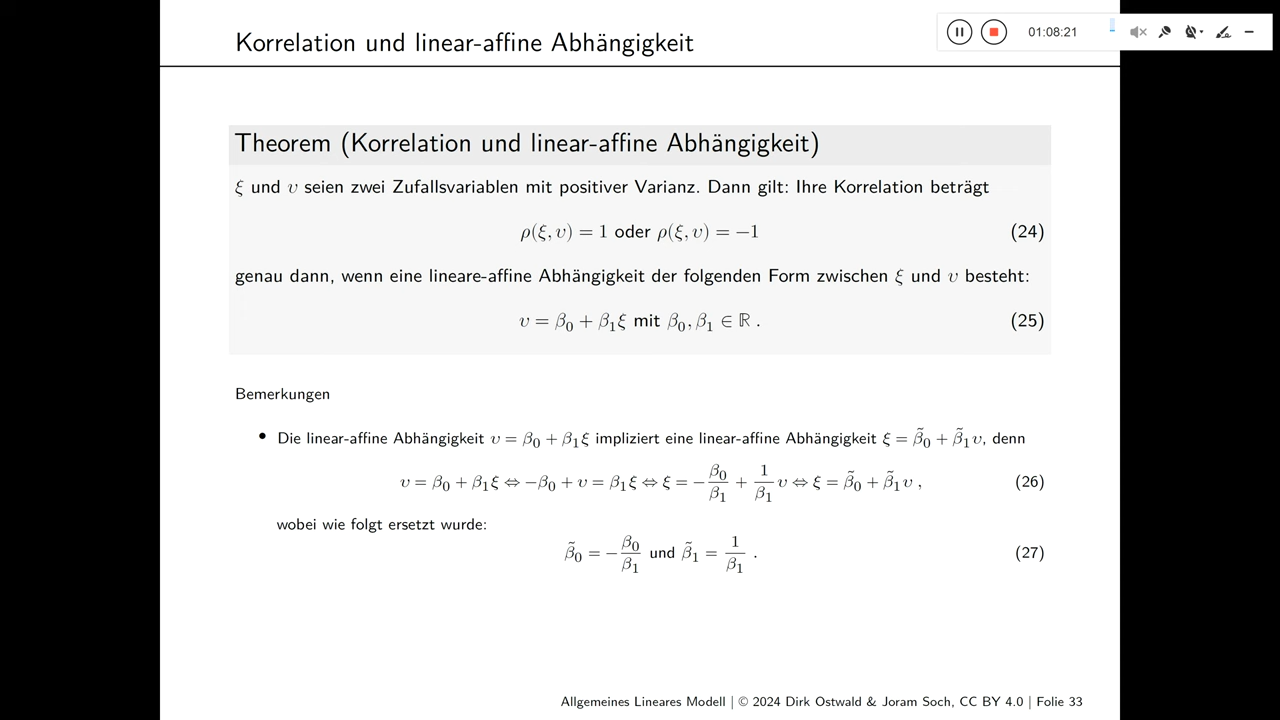 Korrelation und linear-affine Abhängigkeit
01:08:21
Theorem (Korrelation und linear-affine Abhängigkeit)
ξ und υ seien zwei Zufallsvariablen mit positiver Varianz. Dann gilt: Ihre Korrelation beträgt
ρ(ξ, υ) = 1 oder ρ(ξ, υ) = −1 (24)
genau dann, wenn eine lineare-affine Abhängigkeit der folgenden Form zwischen ξ und υ besteht:
υ = β₀ + β₁ξ mit β₀, β₁ ∈ ℝ . (25)
Bemerkungen
• Die linear-affine Abhängigkeit υ = β₀ + β₁ξ impliziert eine linear-affine Abhängigkeit ξ = β̃₀ + β̃₁υ, denn
υ = β₀ + β₁ξ ⇔ −β₀ + υ = β₁ξ ⇔ ξ = −β₀/β₁ + 1/β₁ υ ⇔ ξ = β̃₀ + β̃₁υ , (26)
wobei wie folgt ersetzt wurde:
β̃₀ = −β₀/β₁ und β̃₁ = 1/β₁ . (27)
Allgemeines Lineares Modell | © 2024 Dirk Ostwald & Joram Soch, CC BY 4.0 | Folie 33